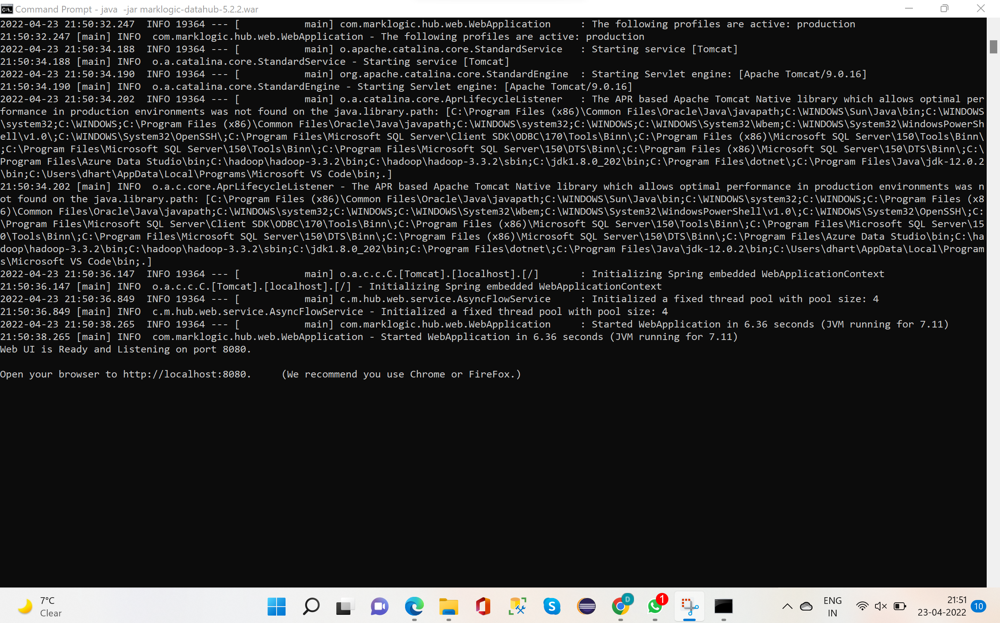 Command Prompt - java  -jar marklogic-datahub-5.2.2.war
2022-04-23 21:50:32.247  INFO 19364 --- [           main] com.marklogic.hub.web.WebApplication     : The following profiles are active: production
21:50:32.247 [main] INFO  com.marklogic.hub.web.WebApplication - The following profiles are active: production
2022-04-23 21:50:34.188  INFO 19364 --- [           main] o.apache.catalina.core.StandardService   : Starting service [Tomcat]
21:50:34.188 [main] INFO  o.a.catalina.core.StandardService - Starting service [Tomcat]
2022-04-23 21:50:34.190  INFO 19364 --- [           main] org.apache.catalina.core.StandardEngine  : Starting Servlet engine: [Apache Tomcat/9.0.16]
21:50:34.190 [main] INFO  o.a.catalina.core.StandardEngine - Starting Servlet engine: [Apache Tomcat/9.0.16]
2022-04-23 21:50:34.202  INFO 19364 --- [           main] o.a.catalina.core.AprLifecycleListener   : The APR based Apache Tomcat Native library which allows optimal per
formance in production environments was not found on the java.library.path: [C:\Program Files (x86)\Common Files\Oracle\Java\javapath;C:\WINDOWS\Sun\Java\bin;C:\WINDOWS
\system32;C:\WINDOWS;C:\Program Files (x86)\Common Files\Oracle\Java\javapath;C:\WINDOWS\system32;C:\WINDOWS;C:\WINDOWS\System32\Wbem;C:\WINDOWS\System32\WindowsPowerSh
ell\v1.0\;C:\WINDOWS\System32\OpenSSH\;C:\Program Files\Microsoft SQL Server\Client SDK\ODBC\170\Tools\Binn\;C:\Program Files (x86)\Microsoft SQL Server\150\Tools\Binn\
;C:\Program Files\Microsoft SQL Server\150\Tools\Binn\;C:\Program Files\Microsoft SQL Server\150\DTS\Binn\;C:\Program Files (x86)\Microsoft SQL Server\150\DTS\Binn\;C:\
Program Files\Azure Data Studio\bin;C:\hadoop\hadoop-3.3.2\bin;C:\hadoop\hadoop-3.3.2\sbin;C:\jdk1.8.0_202\bin;C:\Program Files\dotnet\;C:\Program Files\Java\jdk-12.0.2
\bin;C:\Users\dhart\AppData\Local\Programs\Microsoft VS Code\bin;.]
21:50:34.202 [main] INFO  o.a.c.core.AprLifecycleListener - The APR based Apache Tomcat Native library which allows optimal performance in production environments was n
ot found on the java.library.path: [C:\Program Files (x86)\Common Files\Oracle\Java\javapath;C:\WINDOWS\Sun\Java\bin;C:\WINDOWS\system32;C:\WINDOWS;C:\Program Files (x8
6)\Common Files\Oracle\Java\javapath;C:\WINDOWS\system32;C:\WINDOWS;C:\WINDOWS\System32\Wbem;C:\WINDOWS\System32\WindowsPowerShell\v1.0\;C:\WINDOWS\System32\OpenSSH\;C:
\Program Files\Microsoft SQL Server\Client SDK\ODBC\170\Tools\Binn\;C:\Program Files (x86)\Microsoft SQL Server\150\Tools\Binn\;C:\Program Files\Microsoft SQL Server\15
0\Tools\Binn\;C:\Program Files\Microsoft SQL Server\150\DTS\Binn\;C:\Program Files (x86)\Microsoft SQL Server\150\DTS\Binn\;C:\Program Files\Azure Data Studio\bin;C:\ha
doop\hadoop-3.3.2\bin;C:\hadoop\hadoop-3.3.2\sbin;C:\jdk1.8.0_202\bin;C:\Program Files\dotnet\;C:\Program Files\Java\jdk-12.0.2\bin;C:\Users\dhart\AppData\Local\Program
s\Microsoft VS Code\bin;.]
2022-04-23 21:50:36.147  INFO 19364 --- [           main] o.a.c.c.C.[Tomcat].[localhost].[/]       : Initializing Spring embedded WebApplicationContext
21:50:36.147 [main] INFO  o.a.c.c.C.[Tomcat].[localhost].[/] - Initializing Spring embedded WebApplicationContext
2022-04-23 21:50:36.849  INFO 19364 --- [           main] c.m.hub.web.service.AsyncFlowService     : Initialized a fixed thread pool with pool size: 4
21:50:36.849 [main] INFO  c.m.hub.web.service.AsyncFlowService - Initialized a fixed thread pool with pool size: 4
2022-04-23 21:50:38.265  INFO 19364 --- [           main] com.marklogic.hub.web.WebApplication     : Started WebApplication in 6.36 seconds (JVM running for 7.11)
21:50:38.265 [main] INFO  com.marklogic.hub.web.WebApplication - Started WebApplication in 6.36 seconds (JVM running for 7.11)
Web UI is Ready and Listening on port 8080.
Open your browser to http://localhost:8080.     (We recommend you use Chrome or FireFox.)
7°C
Clear
S
D
1
ENG
IN
21:51
23-04-2022
10